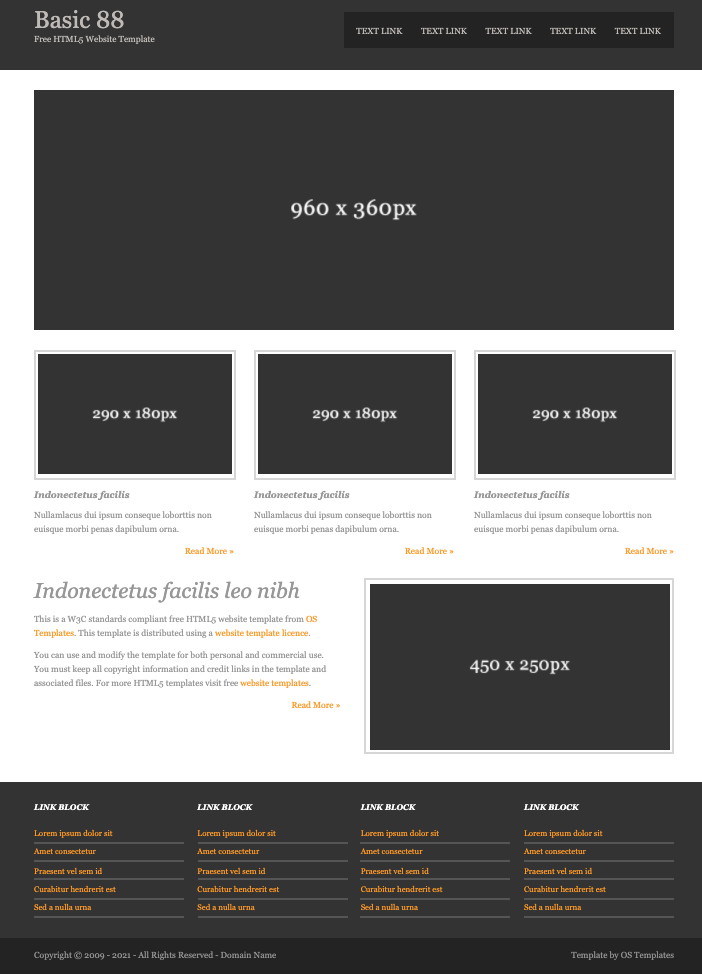 Basic 88
Free HTML5 Website Template
TEXT LINK TEXT LINK TEXT LINK TEXT LINK TEXT LINK
960 x 360px
290 x 180px
Indonectetus facilis
Nullamlacus dui ipsum conseque loborttis non
euisque morbi penas dapibulum orna.
Read More »
290 x 180px
Indonectetus facilis
Nullamlacus dui ipsum conseque loborttis non
euisque morbi penas dapibulum orna.
Read More »
290 x 180px
Indonectetus facilis
Nullamlacus dui ipsum conseque loborttis non
euisque morbi penas dapibulum orna.
Read More »
Indonectetus facilis leo nibh
This is a W3C standards compliant free HTML5 website template from OS
Templates. This template is distributed using a website template licence.
You can use and modify the template for both personal and commercial use.
You must keep all copyright information and credit links in the template and
associated files. For more HTML5 templates visit free website templates.
Read More »
450 x 250px
LINK BLOCK
Lorem ipsum dolor sit
Amet consectetur
Praesent vel sem id
Curabitur hendrerit est
Sed a nulla urna
LINK BLOCK
Lorem ipsum dolor sit
Amet consectetur
Praesent vel sem id
Curabitur hendrerit est
Sed a nulla urna
LINK BLOCK
Lorem ipsum dolor sit
Amet consectetur
Praesent vel sem id
Curabitur hendrerit est
Sed a nulla urna
LINK BLOCK
Lorem ipsum dolor sit
Amet consectetur
Praesent vel sem id
Curabitur hendrerit est
Sed a nulla urna
Copyright © 2009 - 2021 - All Rights Reserved - Domain Name
Template by OS Templates